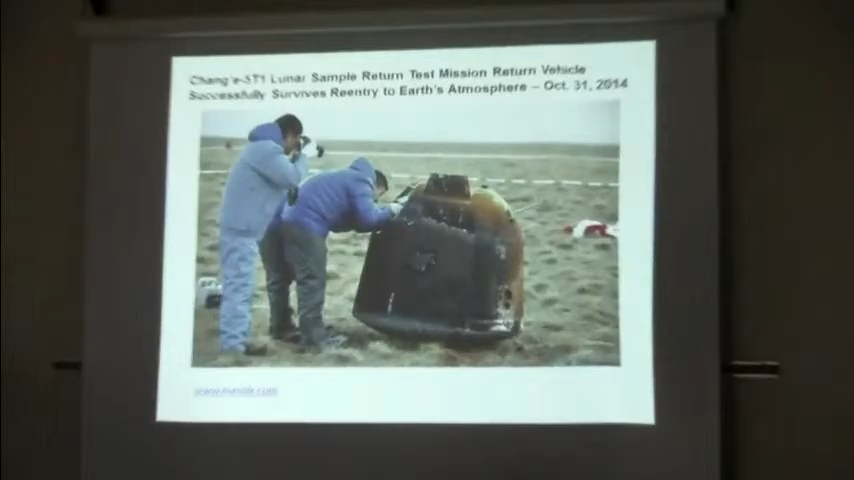 Chang'e-5T1 Lunar Sample Return Test Mission Return Vehicle
Successfully Survives Reentry to Earth's Atmosphere – Oct. 31, 2014